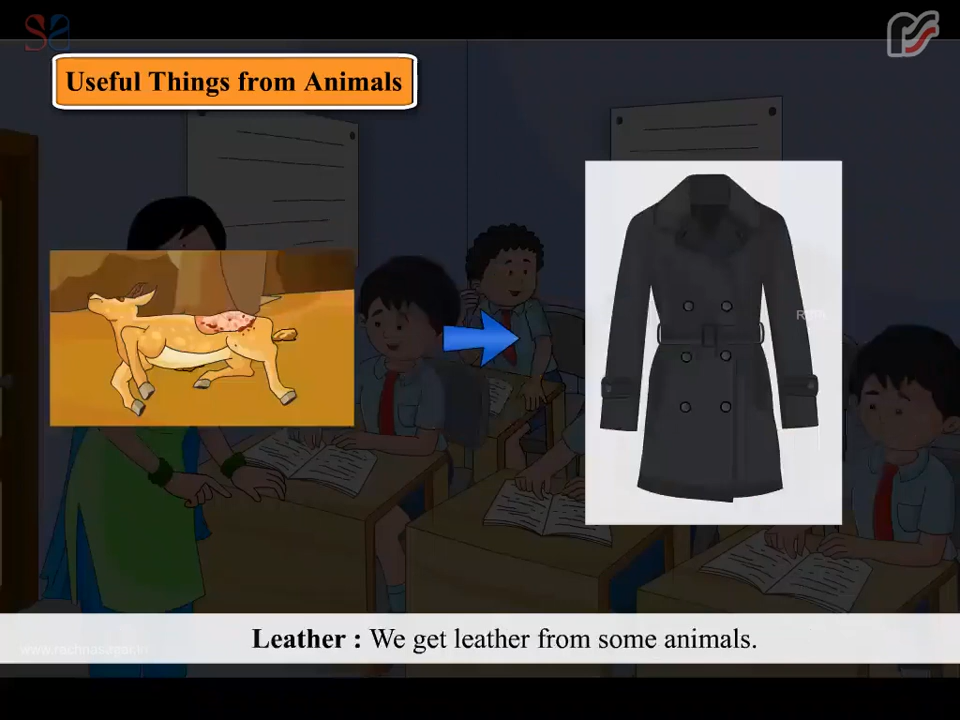 Useful Things from Animals
Leather : We get leather from some animals.